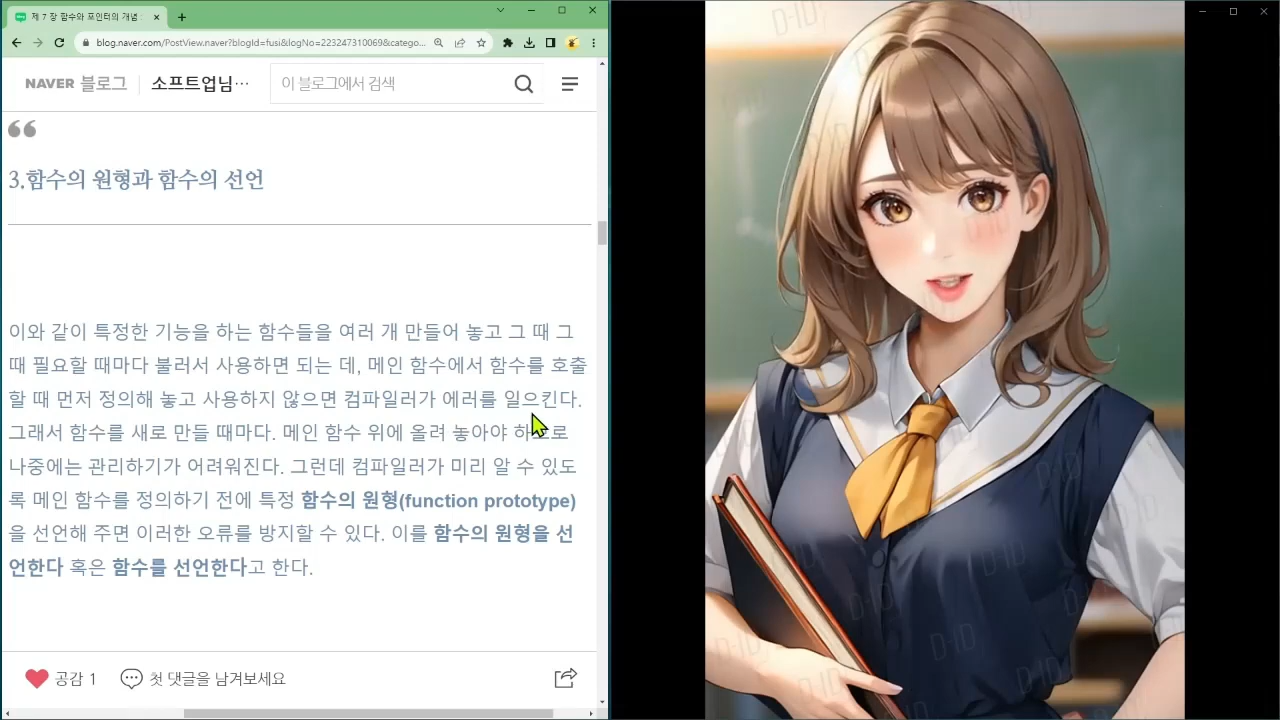 제 7 장 함수와 포인터의 개념 :
blog.naver.com/PostView.naver?blogId=fusi&logNo=223247310069&catego...
NAVER 블로그 소프트업님…
이 블로그에서 검색
3.함수의 원형과 함수의 선언
이와 같이 특정한 기능을 하는 함수들을 여러 개 만들어 놓고 그 때 그
때 필요할 때마다 불러서 사용하면 되는 데, 메인 함수에서 함수를 호출
할 때 먼저 정의해 놓고 사용하지 않으면 컴파일러가 에러를 일으킨다.
그래서 함수를 새로 만들 때마다. 메인 함수 위에 올려 놓아야 하므로
나중에는 관리하기가 어려워진다. 그런데 컴파일러가 미리 알 수 있도
록 메인 함수를 정의하기 전에 특정 함수의 원형(function prototype)
을 선언해 주면 이러한 오류를 방지할 수 있다. 이를 함수의 원형을 선
언한다 혹은 함수를 선언한다고 한다.
공감 1 첫 댓글을 남겨보세요
D-ID
D-ID
D-ID
D-ID
D-ID
D-ID
D-ID